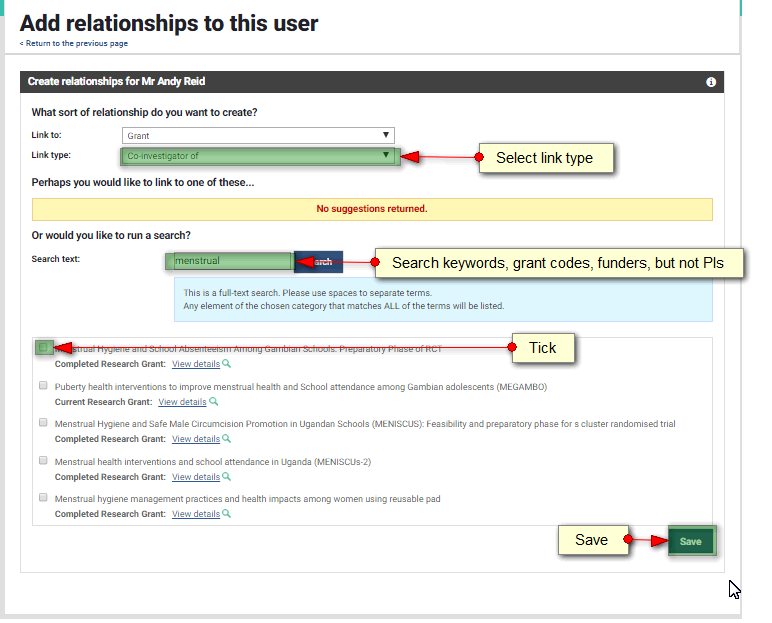 Add relationships to this user
< Return to the previous page
Create relationships for Mr Andy Reid
What sort of relationship do you want to create?
Link to: Grant
Link type: Co-investigator of
Select link type
Perhaps you would like to link to one of these...
No suggestions returned.
Or would you like to run a search?
Search text: menstrual
Search keywords, grant codes, funders, but not PIs
This is a full-text search. Please use spaces to separate terms.
Any element of the chosen category that matches ALL of the terms will be listed.
Hygiene and School Absenteeism Among Gambian Schools: Preparatory Phase of RCT
Tick
Completed Research Grant: View details
Puberty health interventions to improve menstrual health and School attendance among Gambian adolescents (MEGAMBO)
Current Research Grant: View details
Menstrual Hygiene and Safe Male Circumcision Promotion in Ugandan Schools (MENISCUS): Feasibility and preparatory phase for s cluster randomised trial
Completed Research Grant: View details
Menstrual health interventions and school attendance in Uganda (MENISCUs-2)
Completed Research Grant: View details
Menstrual hygiene management practices and health impacts among women using reusable pad
Completed Research Grant: View details
Save
Save